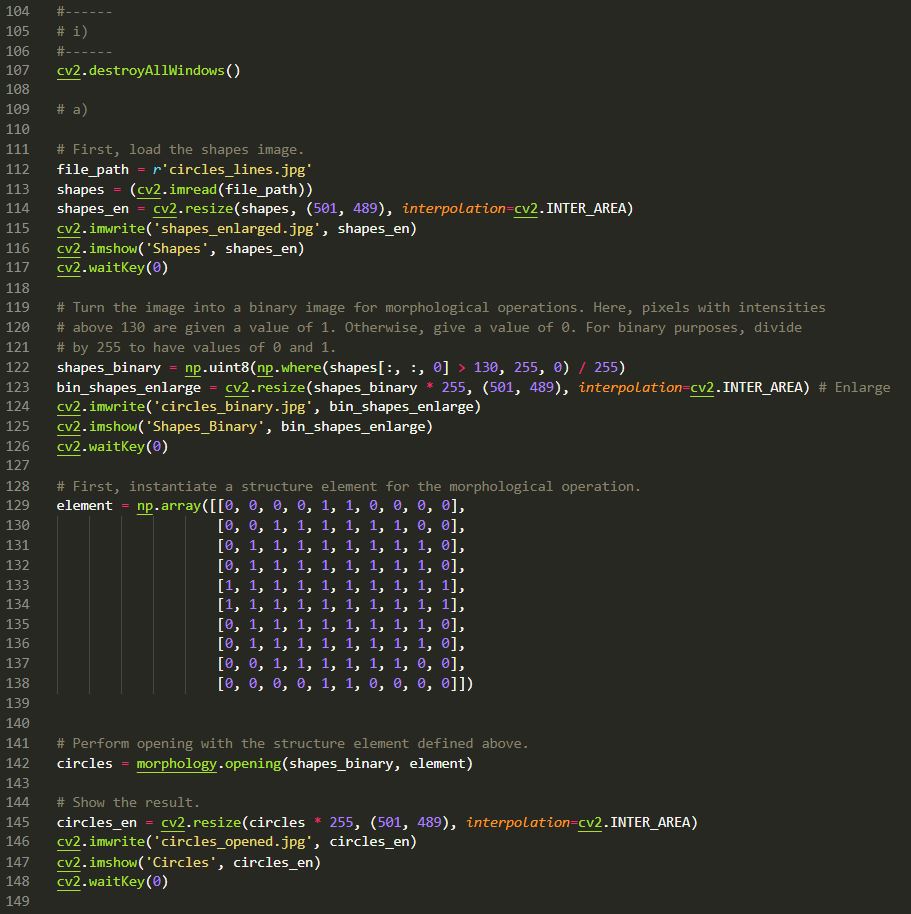 104 #------
105 # i)
106 #------
107 cv2.destroyAllWindows()
108
109 # a)
110
111 # First, load the shapes image.
112 file_path = r'circles_lines.jpg'
113 shapes = (cv2.imread(file_path))
114 shapes_en = cv2.resize(shapes, (501, 489), interpolation=cv2.INTER_AREA)
115 cv2.imwrite('shapes_enlarged.jpg', shapes_en)
116 cv2.imshow('Shapes', shapes_en)
117 cv2.waitKey(0)
118
119 # Turn the image into a binary image for morphological operations. Here, pixels with intensities
120 # above 130 are given a value of 1. Otherwise, give a value of 0. For binary purposes, divide
121 # by 255 to have values of 0 and 1.
122 shapes_binary = np.uint8(np.where(shapes[:, :, 0] > 130, 255, 0) / 255)
123 bin_shapes_enlarge = cv2.resize(shapes_binary * 255, (501, 489), interpolation=cv2.INTER_AREA) # Enlarge
124 cv2.imwrite('circles_binary.jpg', bin_shapes_enlarge)
125 cv2.imshow('Shapes_Binary', bin_shapes_enlarge)
126 cv2.waitKey(0)
127
128 # First, instantiate a structure element for the morphological operation.
129 element = np.array([[0, 0, 0, 0, 1, 1, 0, 0, 0, 0],
130 [0, 0, 1, 1, 1, 1, 1, 1, 0, 0],
131 [0, 1, 1, 1, 1, 1, 1, 1, 1, 0],
132 [0, 1, 1, 1, 1, 1, 1, 1, 1, 0],
133 [1, 1, 1, 1, 1, 1, 1, 1, 1, 1],
134 [1, 1, 1, 1, 1, 1, 1, 1, 1, 1],
135 [0, 1, 1, 1, 1, 1, 1, 1, 1, 0],
136 [0, 1, 1, 1, 1, 1, 1, 1, 1, 0],
137 [0, 0, 1, 1, 1, 1, 1, 1, 0, 0],
138 [0, 0, 0, 0, 1, 1, 0, 0, 0, 0]])
139
140
141 # Perform opening with the structure element defined above.
142 circles = morphology.opening(shapes_binary, element)
143
144 # Show the result.
145 circles_en = cv2.resize(circles * 255, (501, 489), interpolation=cv2.INTER_AREA)
146 cv2.imwrite('circles_opened.jpg', circles_en)
147 cv2.imshow('Circles', circles_en)
148 cv2.waitKey(0)
149